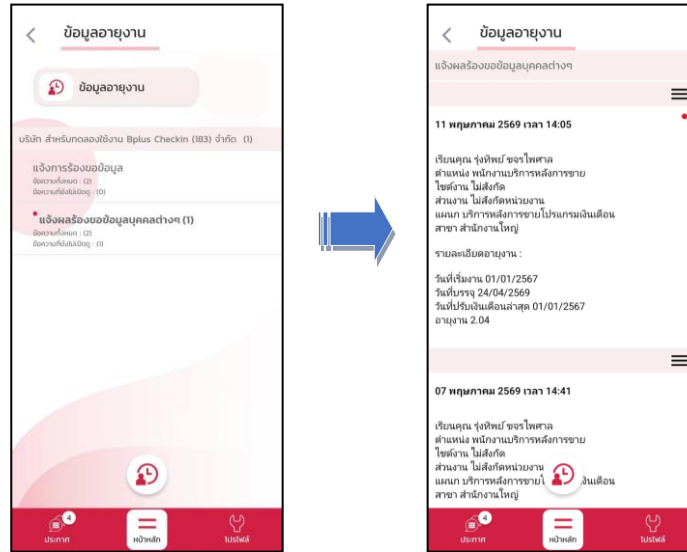 ข้อมูลอายุงาน
ข้อมูลอายุงาน
บริษัท สำหรับทดลองใช้งาน Bplus Checkin (183) จำกัด (1)
แจ้งการร้องขอข้อมูล
ข้อความทั้งหมด : (2)
ข้อความที่ยังไม่เปิดดู : (0)
แจ้งผลร้องขอข้อมูลบุคคลต่างๆ (1)
ข้อความทั้งหมด : (2)
ข้อความที่ยังไม่เปิดดู : (1)
4
ประกาศ
หน้าหลัก
โปรไฟล์
ข้อมูลอายุงาน
แจ้งผลร้องขอข้อมูลบุคคลต่างๆ
11 พฤษภาคม 2569 เวลา 14:05
เรียนคุณ รุ่งทิพย์ ขจรไพศาล
ตำแหน่ง พนักงานบริการหลังการขาย
ไซต์งาน ไม่สังกัด
ส่วนงาน ไม่สังกัดหน่วยงาน
แผนก บริการหลังการขายโปรแกรมเงินเดือน
สาขา สำนักงานใหญ่
รายละเอียดอายุงาน :
วันที่เริ่มงาน 01/01/2567
วันที่บรรจุ 24/04/2569
วันที่ปรับเงินเดือนล่าสุด 01/01/2567
อายุงาน 2.04
07 พฤษภาคม 2569 เวลา 14:41
เรียนคุณ รุ่งทิพย์ ขจรไพศาล
ตำแหน่ง พนักงานบริการหลังการขาย
ไซต์งาน ไม่สังกัด
ส่วนงาน ไม่สังกัดหน่วยงาน
แผนก บริการหลังการขาย เงินเดือน
สาขา สำนักงานใหญ่
4
ประกาศ
หน้าหลัก
โปรไฟล์